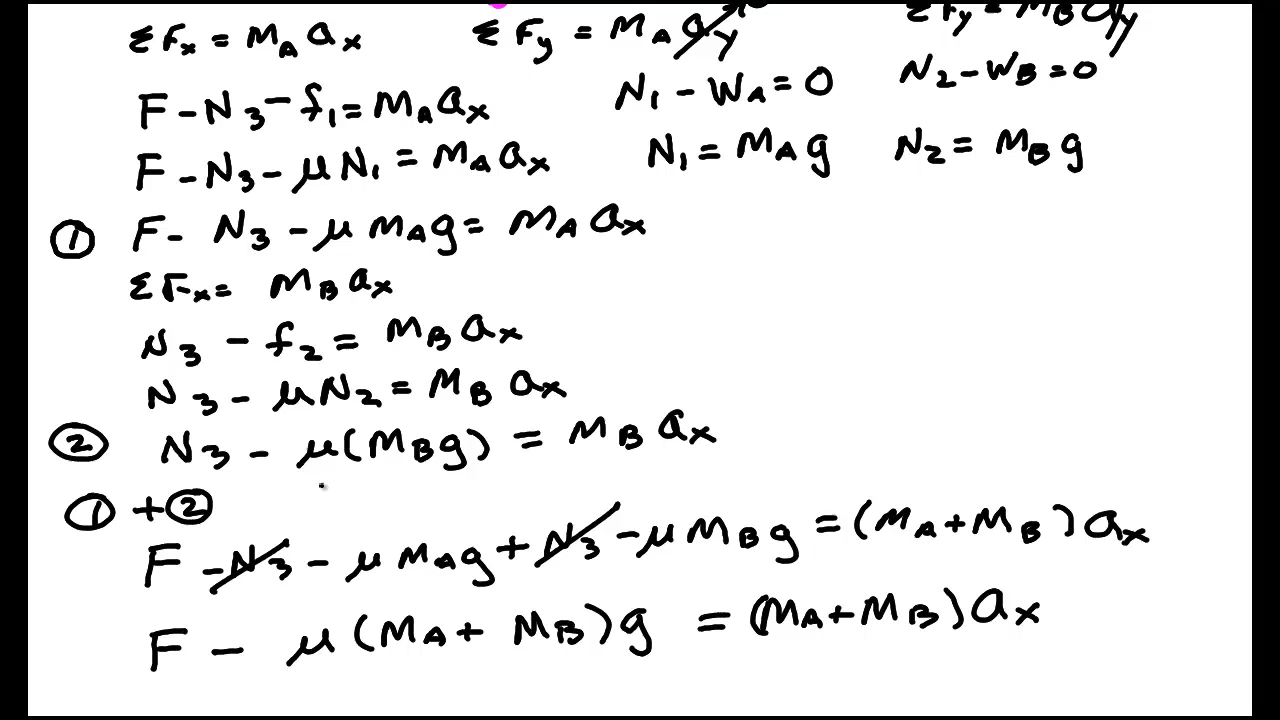 ΣFx = mA ax ΣFy = mA ay ΣFy = mB ay
F - N3 - f1 = mA ax N1 - WA = 0 N2 - WB = 0
F - N3 - μ N1 = mA ax N1 = mA g N2 = mB g
① F - N3 - μ mA g = mA ax
ΣFx = mB ax
N3 - f2 = mB ax
N3 - μ N2 = mB ax
② N3 - μ(mB g) = mB ax
① + ②
F - N3 - μ mA g + N3 - μ mB g = (mA + mB) ax
F - μ(mA + mB) g = (mA + mB) ax